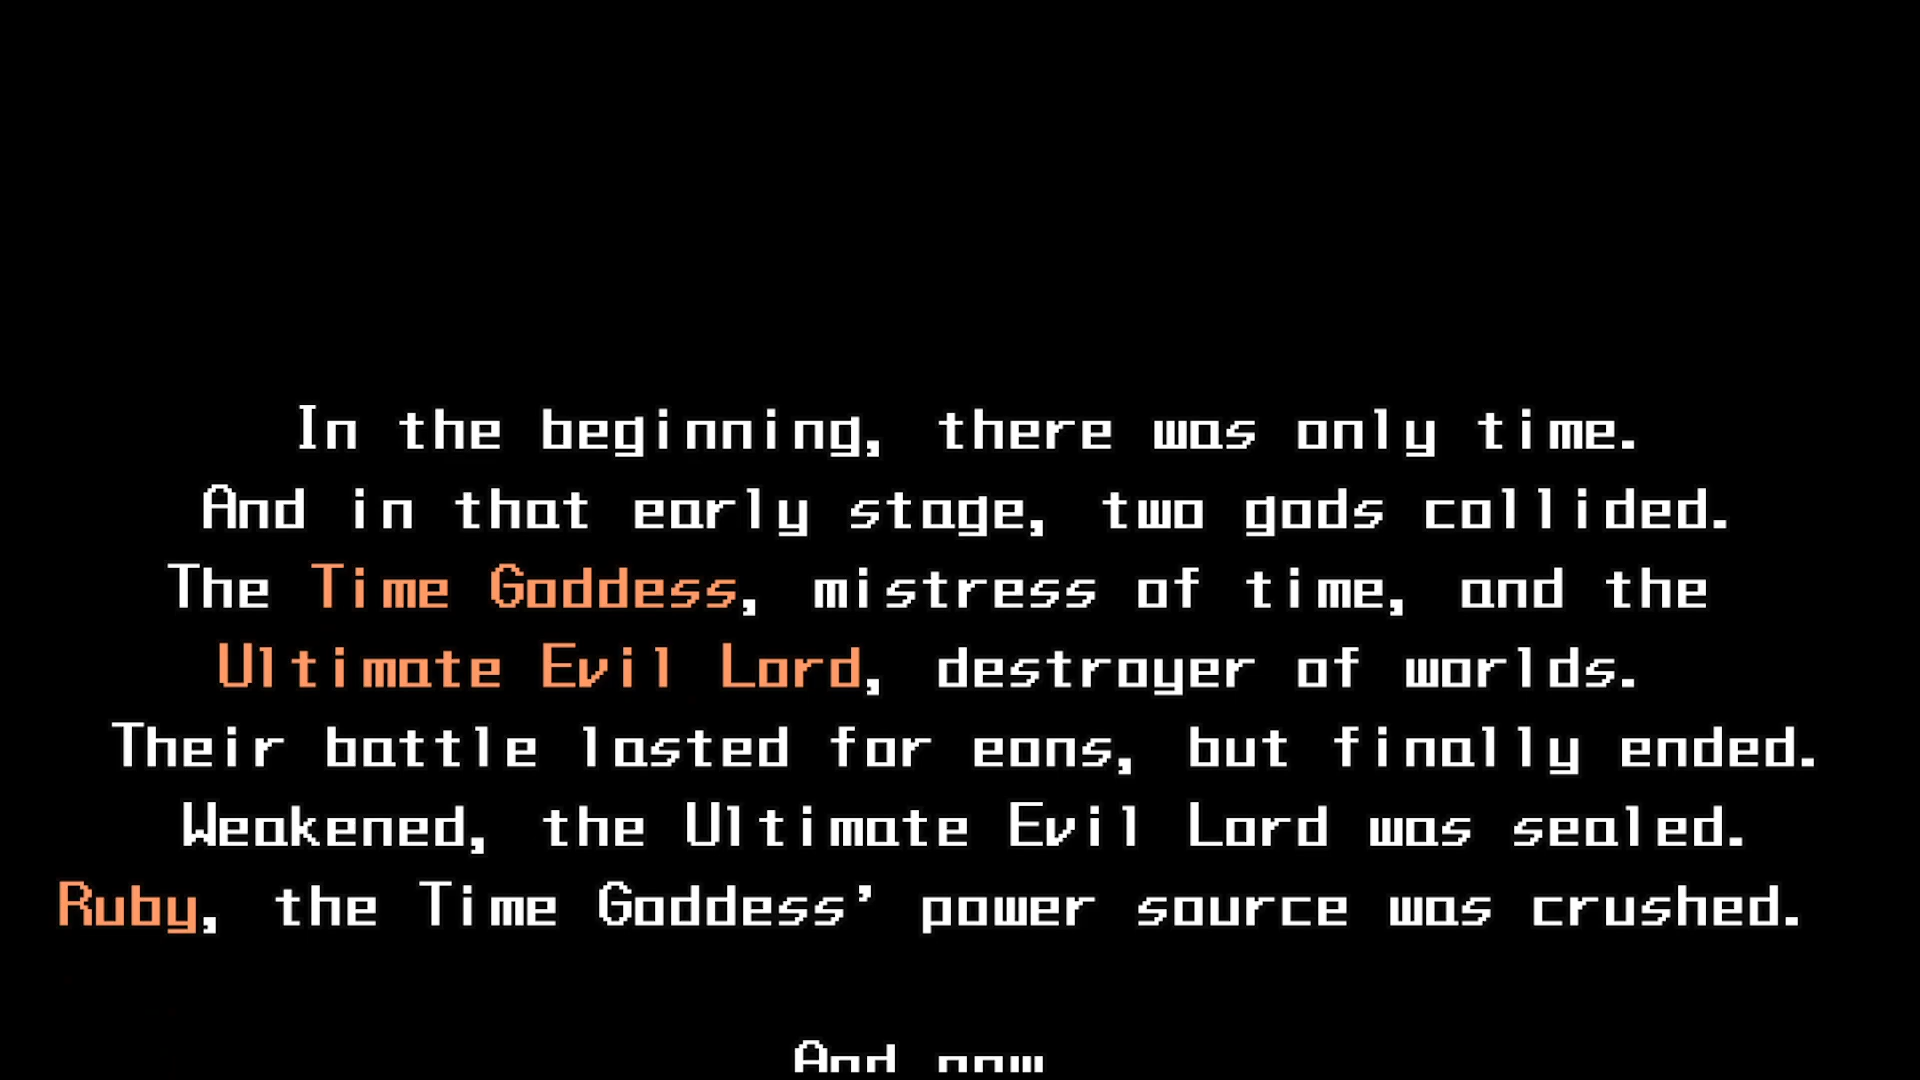 In the beginning, there was only time.
And in that early stage, two gods collided.
The Time Goddess, mistress of time, and the
Ultimate Evil Lord, destroyer of worlds.
Their battle lasted for eons, but finally ended.
Weakened, the Ultimate Evil Lord was sealed.
Ruby, the Time Goddess’ power source was crushed.
And now